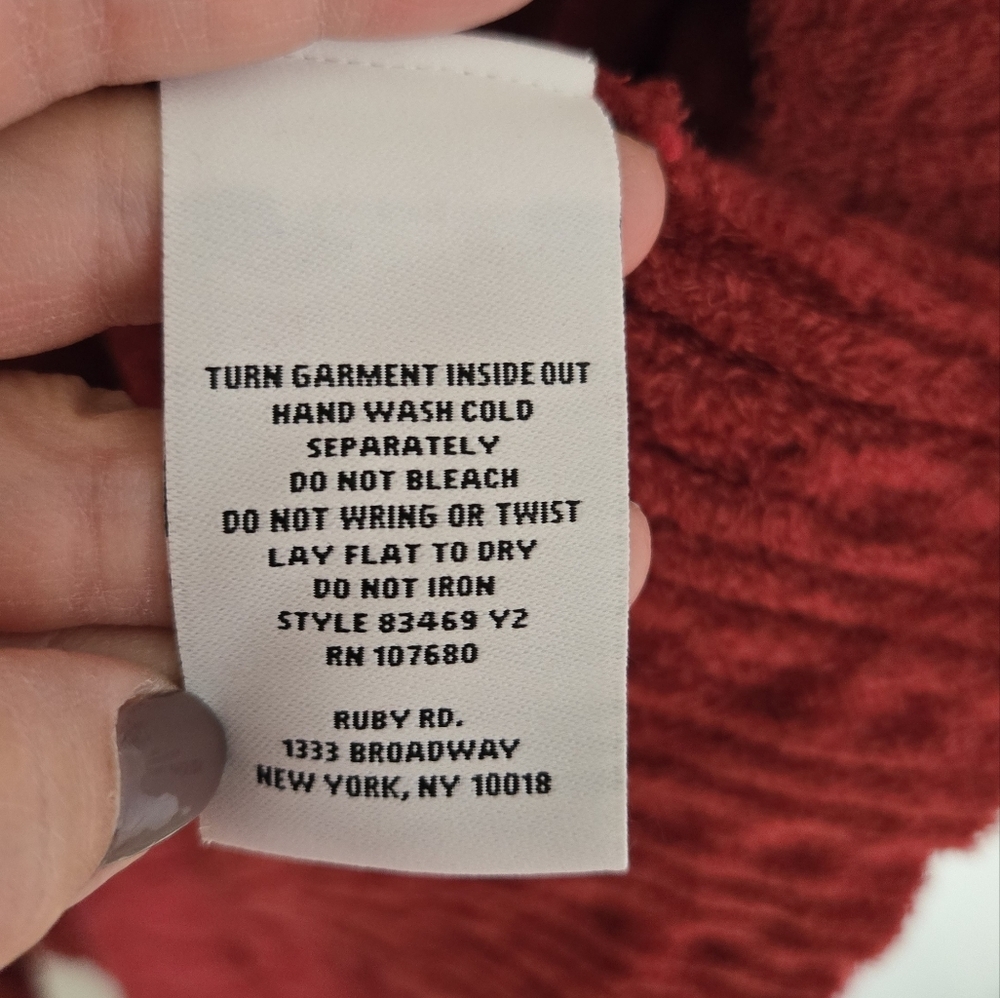 TURN GARMENT INSIDE OUT
HAND WASH COLD
SEPARATELY
DO NOT BLEACH
DO NOT WRING OR TWIST
LAY FLAT TO DRY
DO NOT IRON
STYLE 83469 Y2
RN 107680
RUBY RD.
1333 BROADWAY
NEW YORK, NY 10018